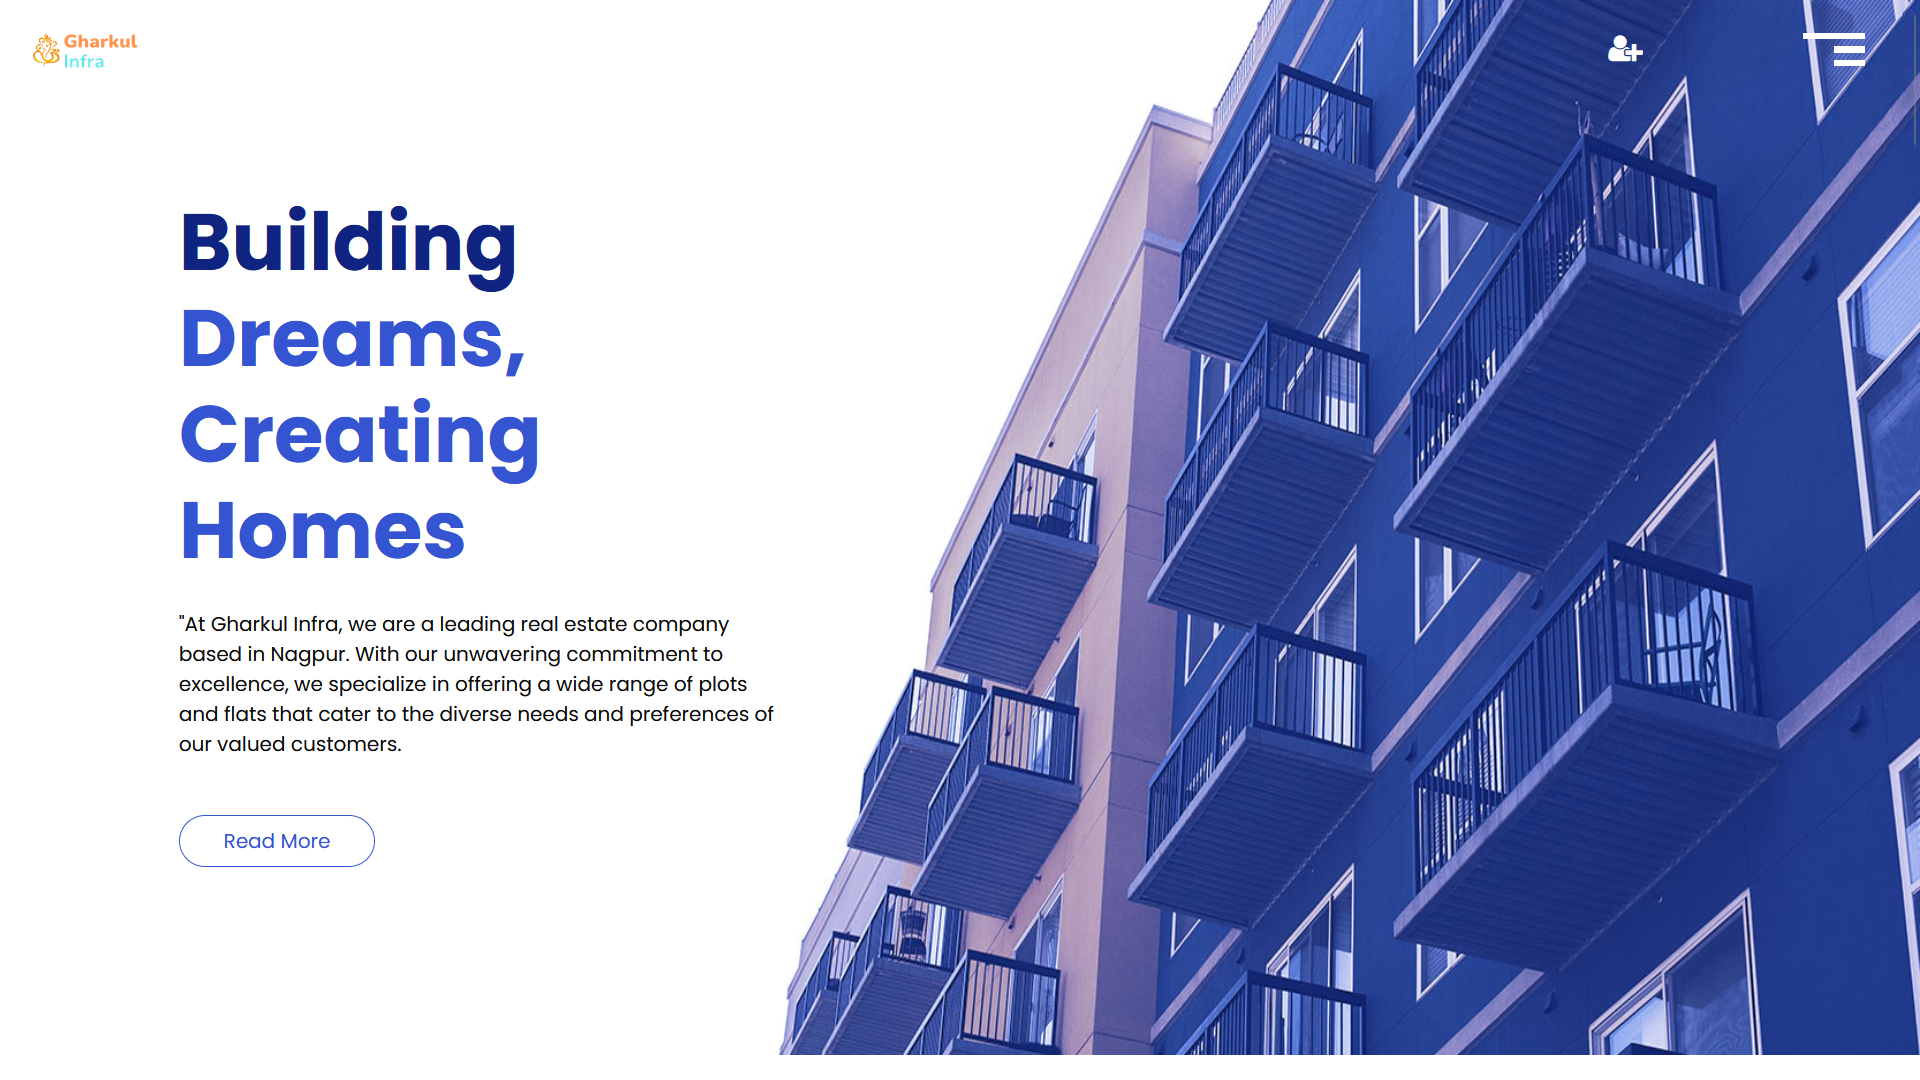 Gharkul
Infra
Building
Dreams,
Creating
Homes
"At Gharkul Infra, we are a leading real estate company
based in Nagpur. With our unwavering commitment to
excellence, we specialize in offering a wide range of plots
and flats that cater to the diverse needs and preferences of
our valued customers.
Read More